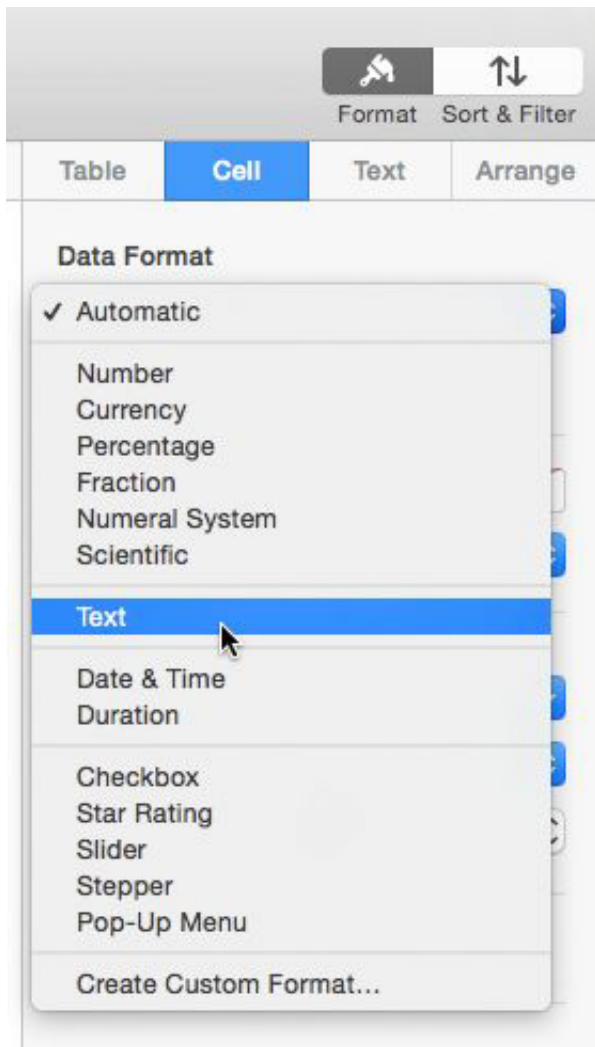 Format Sort & Filter
Table Cell Text Arrange
Data Format
✓ Automatic
Number
Currency
Percentage
Fraction
Numeral System
Scientific
Text
Date & Time
Duration
Checkbox
Star Rating
Slider
Stepper
Pop-Up Menu
Create Custom Format...